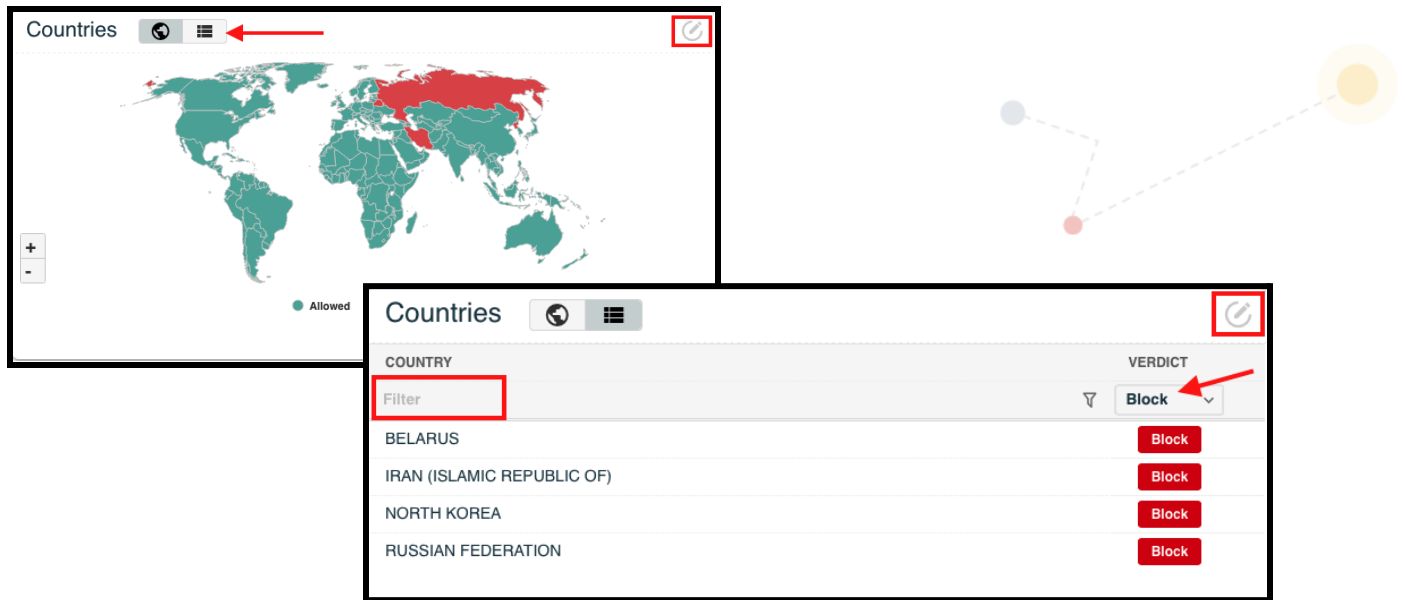 Countries
+
-
Allowed
Countries
COUNTRY VERDICT
Filter Block
BELARUS Block
IRAN (ISLAMIC REPUBLIC OF) Block
NORTH KOREA Block
RUSSIAN FEDERATION Block